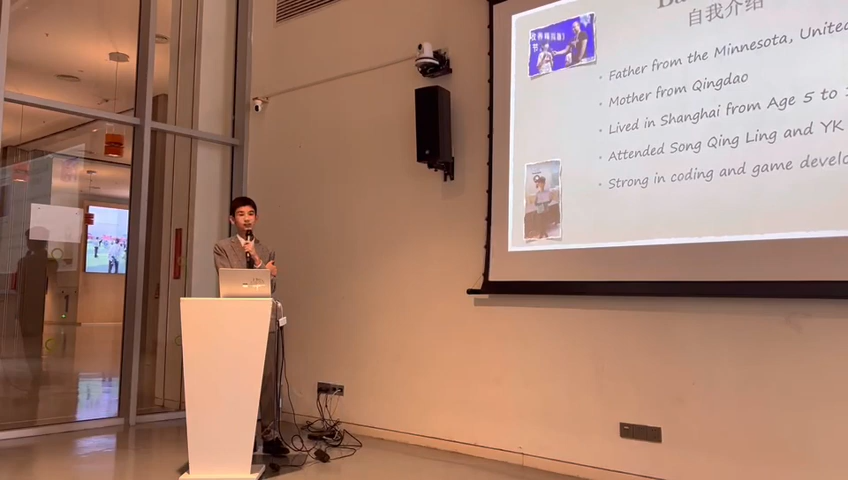 自我介绍
Father from the Minnesota, United
Mother from Qingdao
Lived in Shanghai from Age 5 to
Attended Song Qing Ling and YK
Strong in coding and game develo